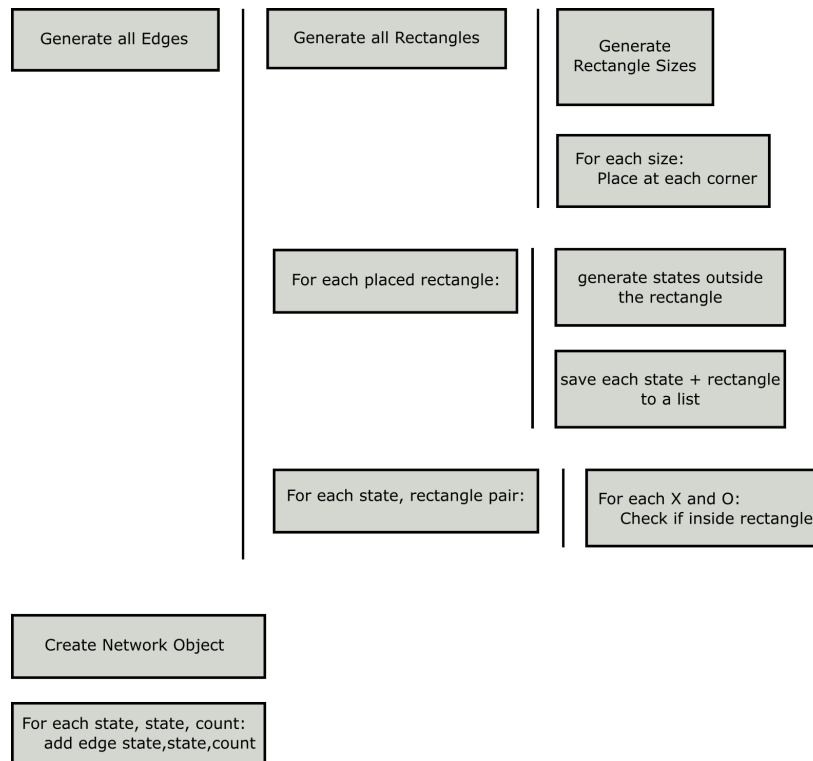 Generate all Edges
Generate all Rectangles
Generate
Rectangle Sizes
For each size:
Place at each corner
For each placed rectangle:
generate states outside
the rectangle
save each state + rectangle
to a list
For each state, rectangle pair:
For each X and O:
Check if inside rectangle
Create Network Object
For each state, state, count:
add edge state,state,count